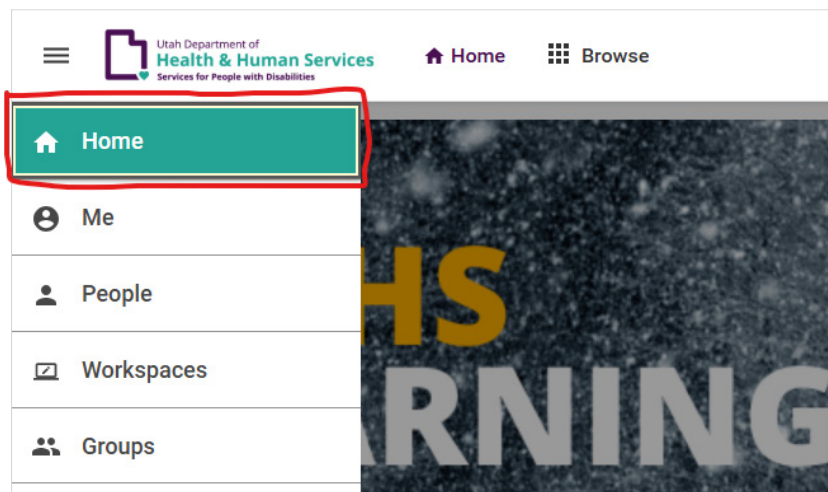 Utah Department of
Health & Human Services
Services for People with Disabilities
Home
Browse
Home
Me
People
Workspaces
Groups
HS
RNING